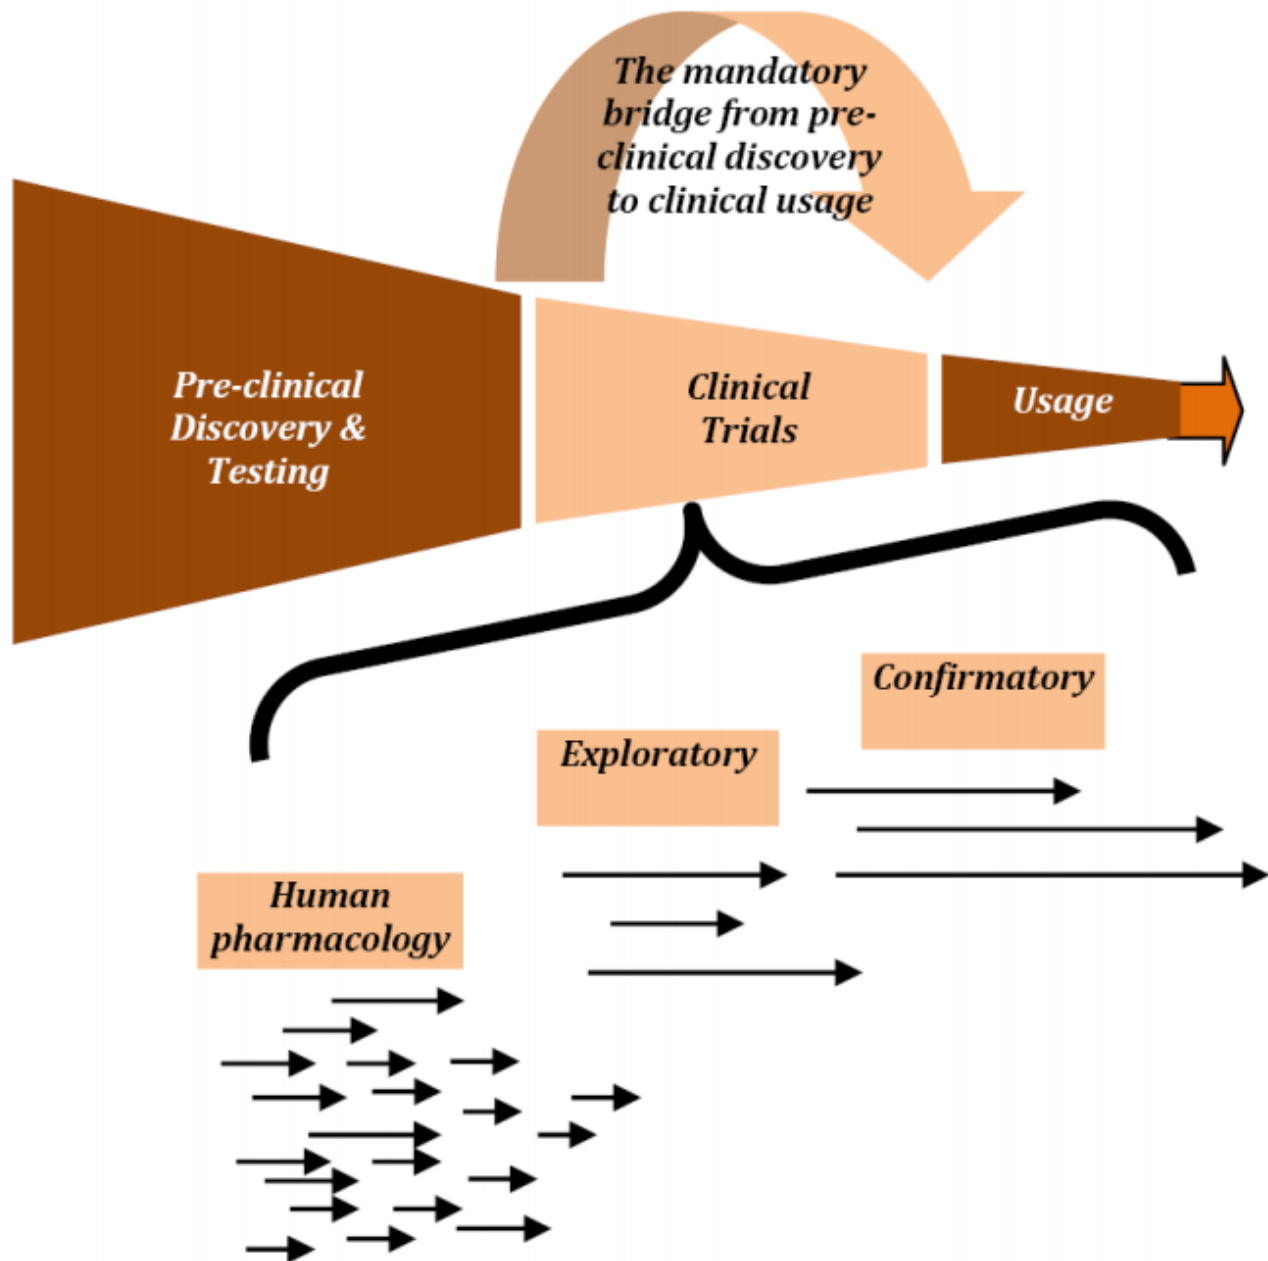 The mandatory
bridge from pre-
clinical discovery
to clinical usage
Pre-clinical
Discovery &
Testing
Clinical
Trials
Usage
Confirmatory
Exploratory
Human
pharmacology